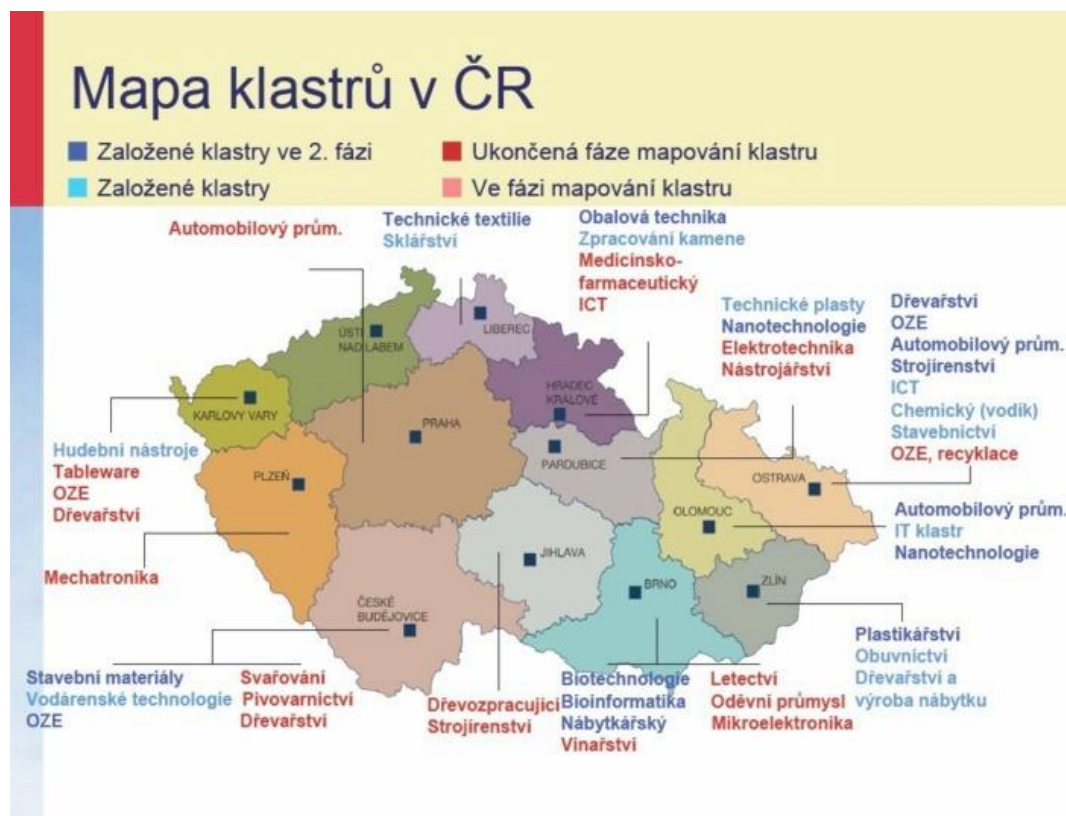 Mapa klastrů v ČR
Založené klastry ve 2. fázi
Ukončená fáze mapování klastru
Založené klastry
Ve fázi mapování klastru
Automobilový prům.
Technické textilie
Sklářství
Obalová technika
Zpracování kamene
Medicínsko-
farmaceutický
ICT
Technické plasty
Nanotechnologie
Elektrotechnika
Nástrojářství
Dřevařství
OZE
Automobilový prům.
Strojírenství
ICT
Chemický (vodík)
Stavebnictví
OZE, recyklace
ÚSTÍ
NAD LABEM
LIBEREC
HRADEC
KRÁLOVÉ
KARLOVY VARY
PRAHA
PARDUBICE
PLZEŇ
OLOMOUC
OSTRAVA
JIHLAVA
BRNO
ZLÍN
ČESKÉ
BUDĚJOVICE
Hudební nástroje
Tableware
OZE
Dřevařství
Mechatronika
Automobilový prům.
IT klastr
Nanotechnologie
Stavební materiály
Vodárenské technologie
OZE
Svařování
Pivovarnictví
Dřevařství
Dřevozpracující
Strojírenství
Biotechnologie
Bioinformatika
Nábytkářský
Vinařství
Letectví
Oděvní průmysl
Mikroelektronika
Plastikářství
Obuvnictví
Dřevařství a
výroba nábytku